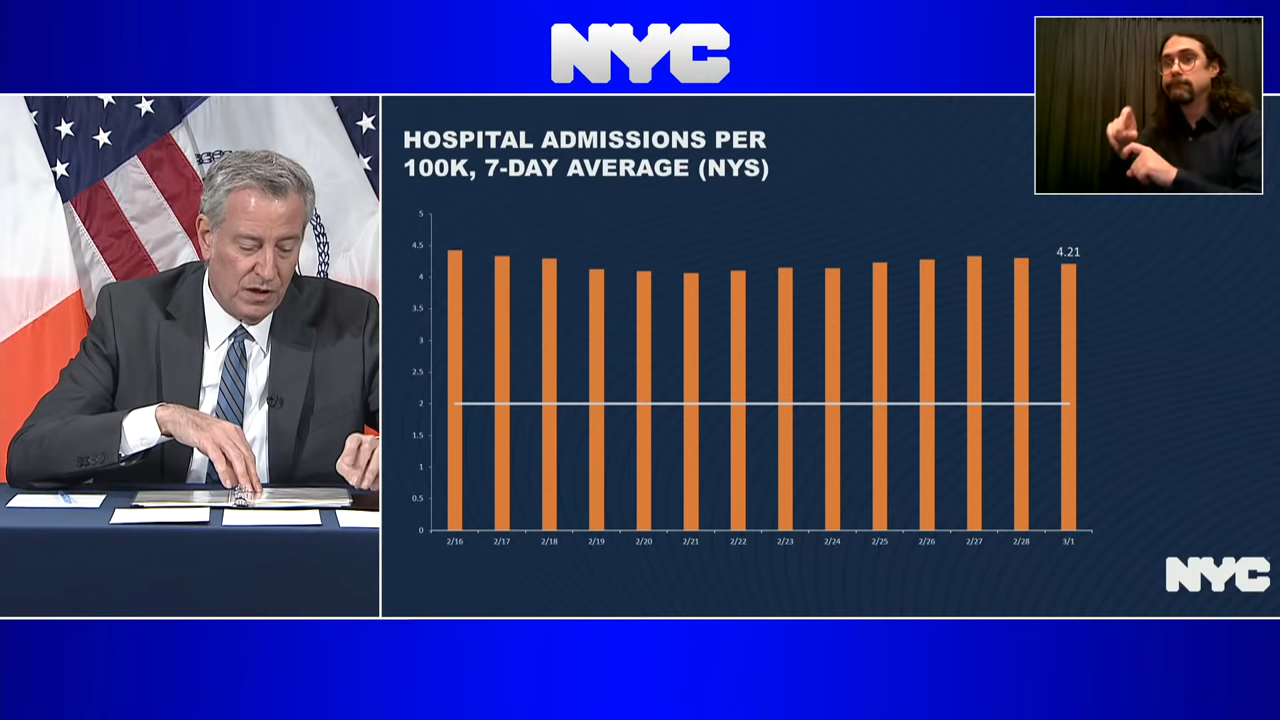 NYC
HOSPITAL ADMISSIONS PER
100K, 7-DAY AVERAGE (NYS)
5
4.5
4
3.5
3
2.5
2
1.5
1
0.5
0
4.21
2/16 2/17 2/18 2/19 2/20 2/21 2/22 2/23 2/24 2/25 2/26 2/27 2/28 3/1
NYC